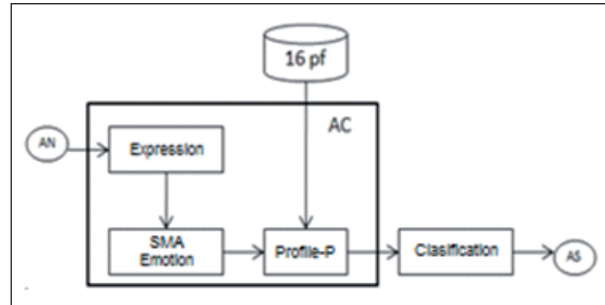 16 pf
AC
AN
Expression
SMA
Emotion
Profile-P
Clasification
AS